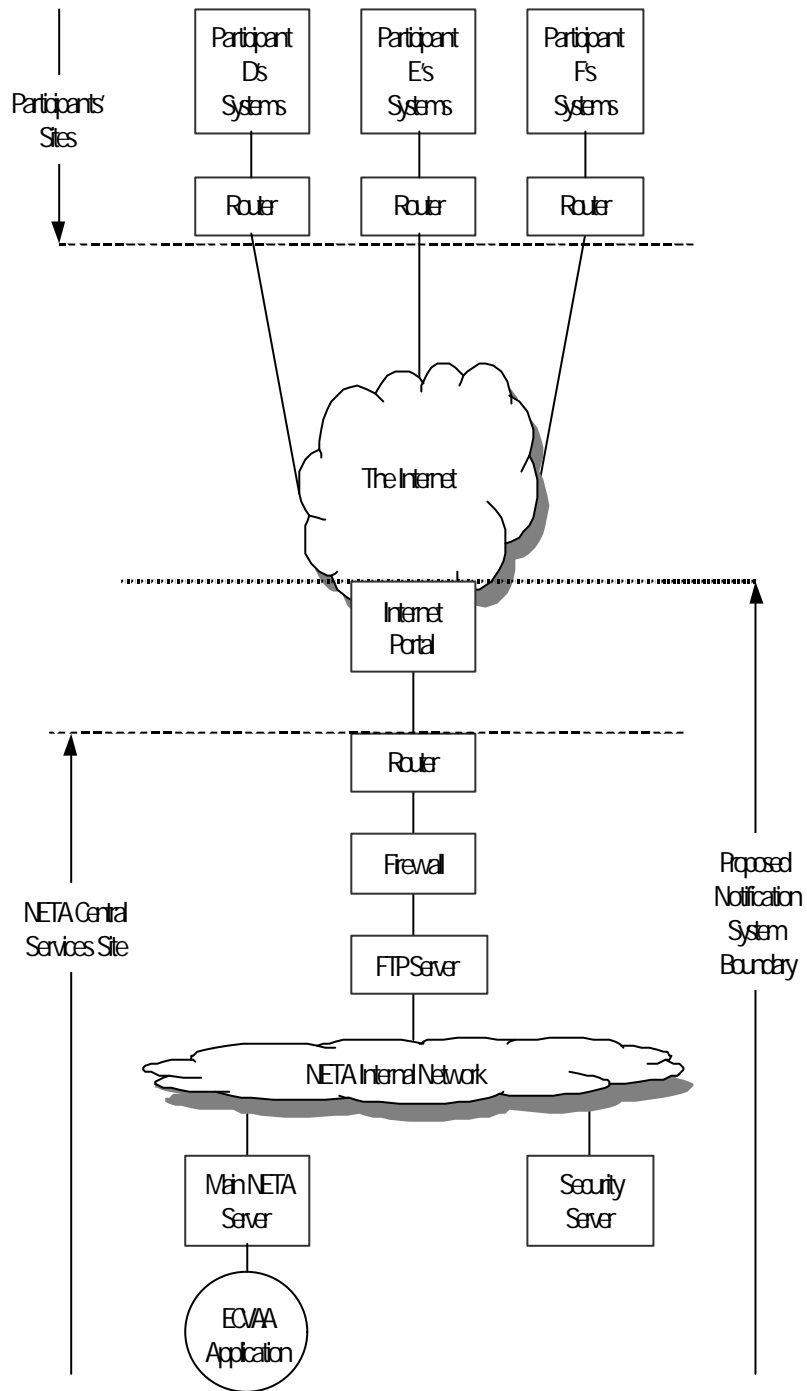 Participant
D's
Systems
Participant
E's
Systems
Participant
F's
Systems
Participants'
Sites
Router
Router
Router
The Internet
Internet
Portal
Router
Firewall
NETA Central
Services Site
FTP Server
Proposed
Notification
System
Boundary
NETA Internal Network
Main NETA
Server
Security
Server
ECVAA
Application